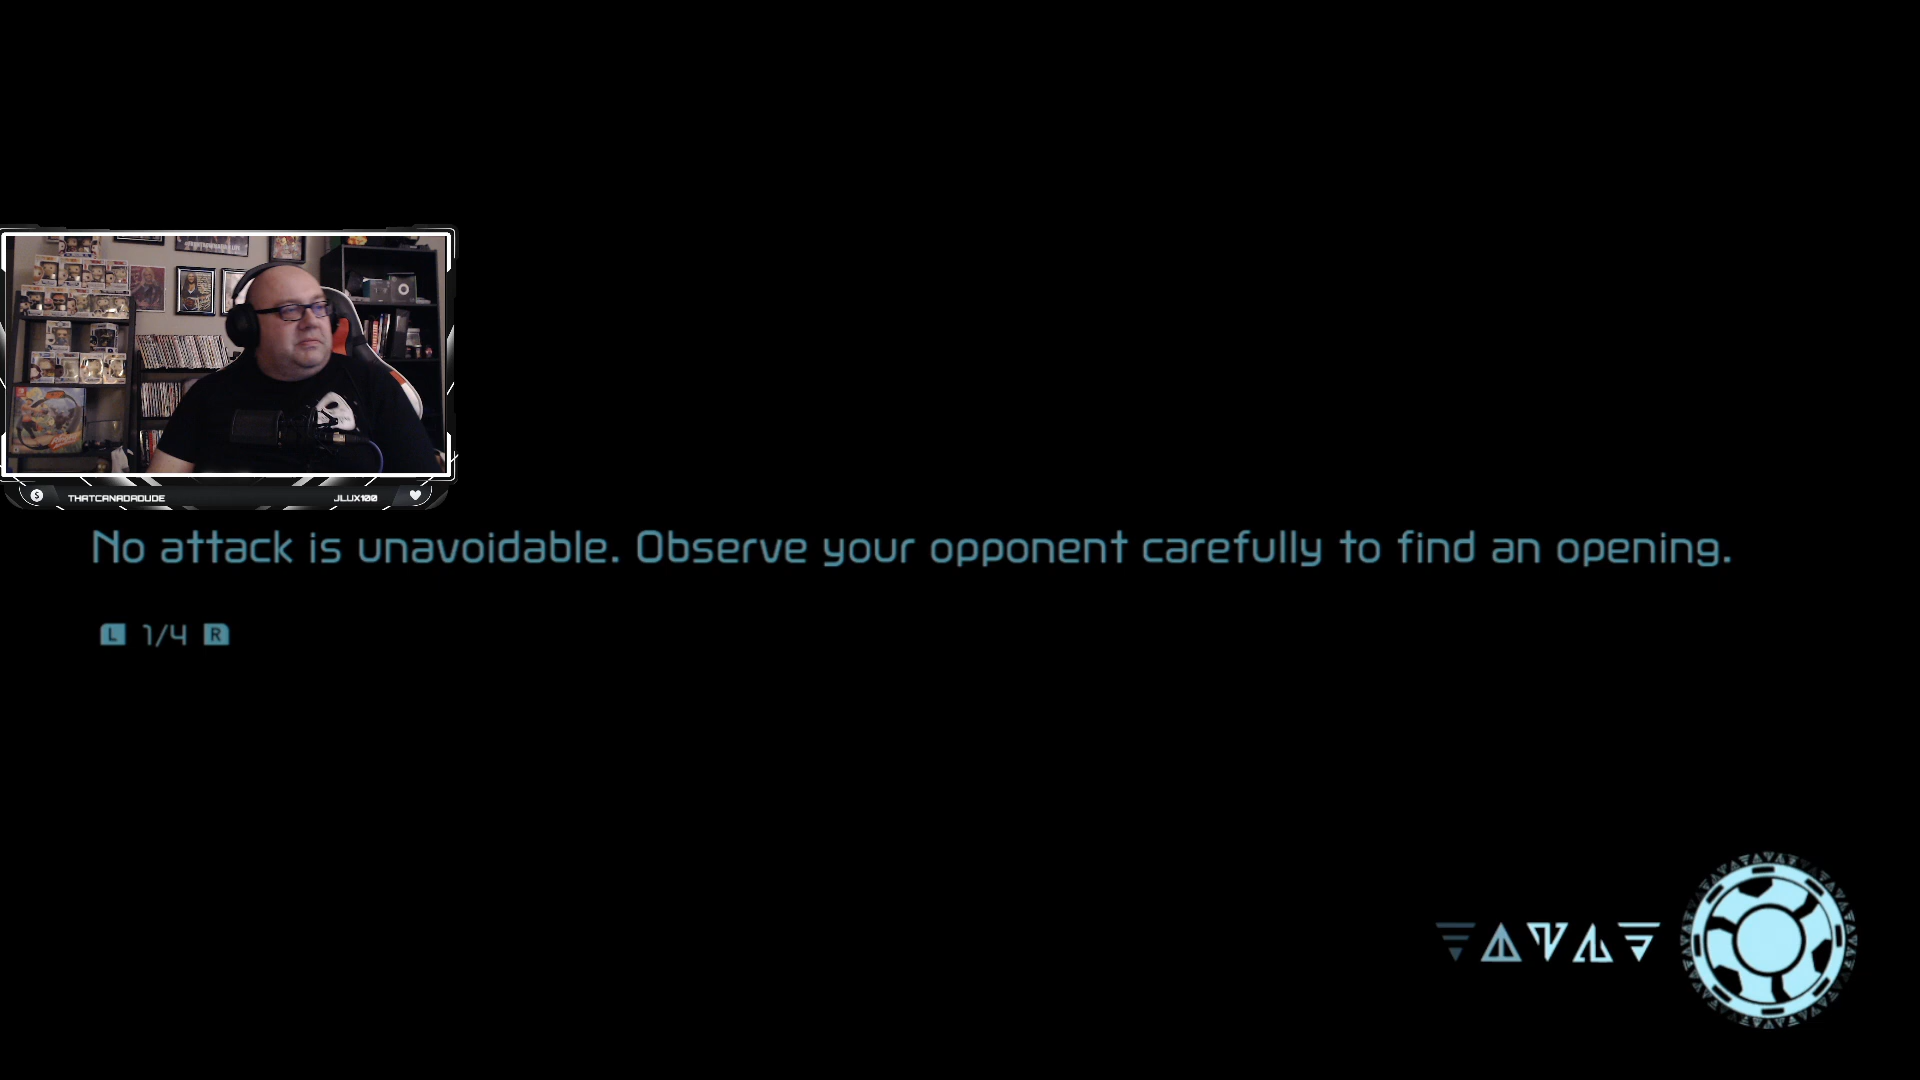 THATCANADADUDE
JLUX100
No attack is unavoidable. Observe your opponent carefully to find an opening.
L 1/4 R